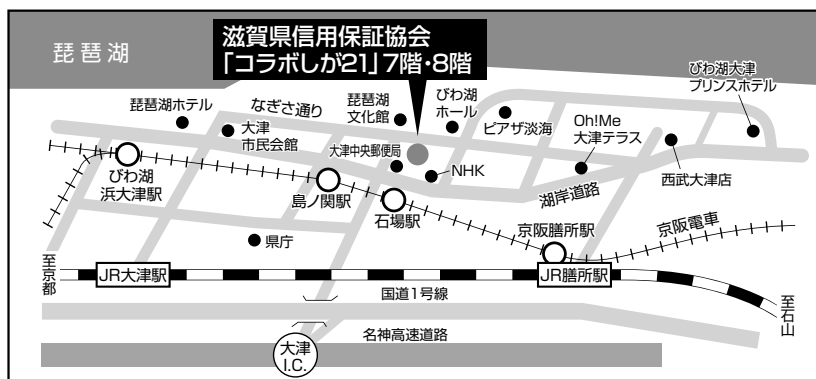 琵琶湖
滋賀県信用保証協会
「コラボしが21」7階・8階
琵琶湖ホテル
なぎさ通り
大津
市民会館
琵琶湖
文化館
びわ湖
ホール
ピアザ淡海
Oh!Me
大津テラス
びわ湖大津
プリンスホテル
大津中央郵便局
NHK
西武大津店
湖岸道路
びわ湖
浜大津駅
島ノ関駅
石場駅
京阪膳所駅
京阪電車
県庁
至京都
JR大津駅
JR膳所駅
至石山
国道1号線
名神高速道路
大津
I.C.